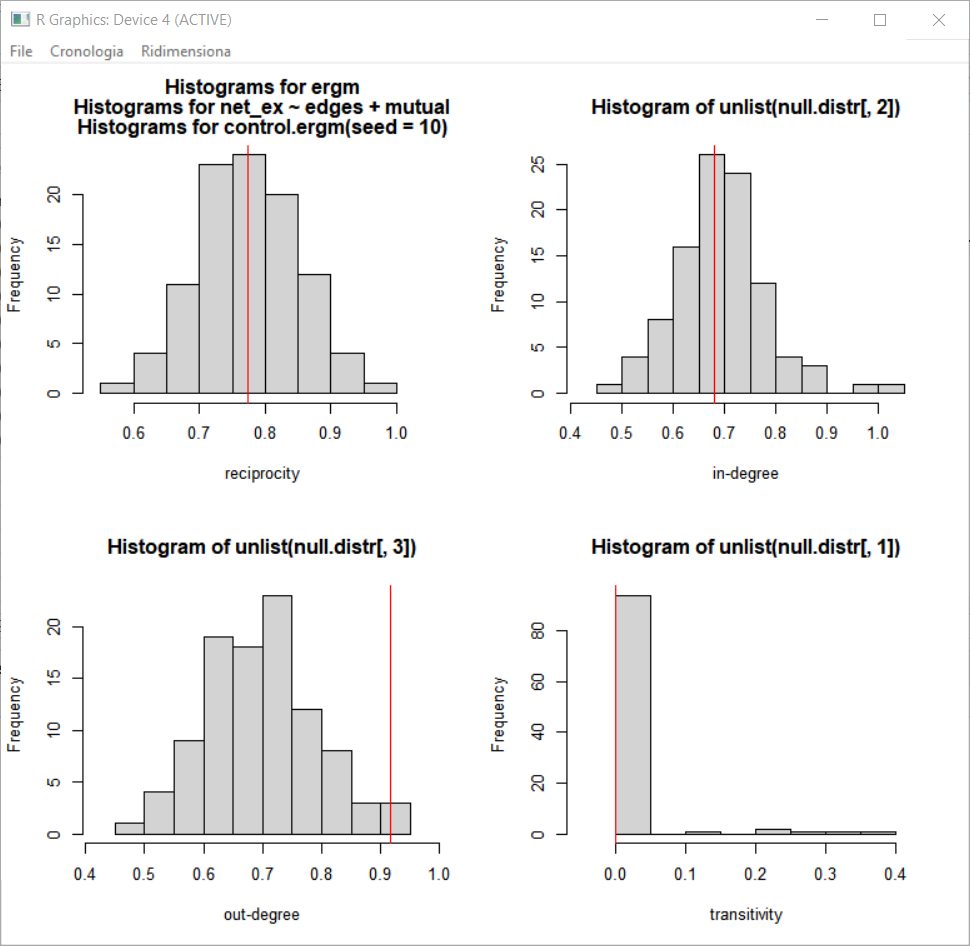 R Graphics: Device 4 (ACTIVE)
File Cronologia Ridimensiona
Histograms for ergm
Histograms for net_ex ~ edges + mutual
Histograms for control.ergm(seed = 10)
Frequency
0 5 10 15 20
0.6 0.7 0.8 0.9 1.0
reciprocity
Histogram of unlist(null.distr[, 2])
Frequency
0 5 10 15 20 25
0.4 0.5 0.6 0.7 0.8 0.9 1.0
in-degree
Histogram of unlist(null.distr[, 3])
Frequency
0 5 10 15 20
0.4 0.5 0.6 0.7 0.8 0.9 1.0
out-degree
Histogram of unlist(null.distr[, 1])
Frequency
0 20 40 60 80
0.0 0.1 0.2 0.3 0.4
transitivity